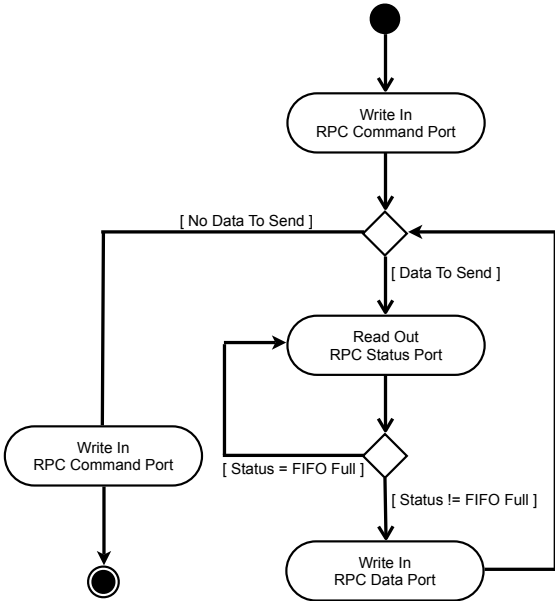 Write In
RPC Command Port
[ No Data To Send ]
[ Data To Send ]
Read Out
RPC Status Port
Write In
RPC Command Port
[ Status = FIFO Full ]
[ Status != FIFO Full ]
Write In
RPC Data Port